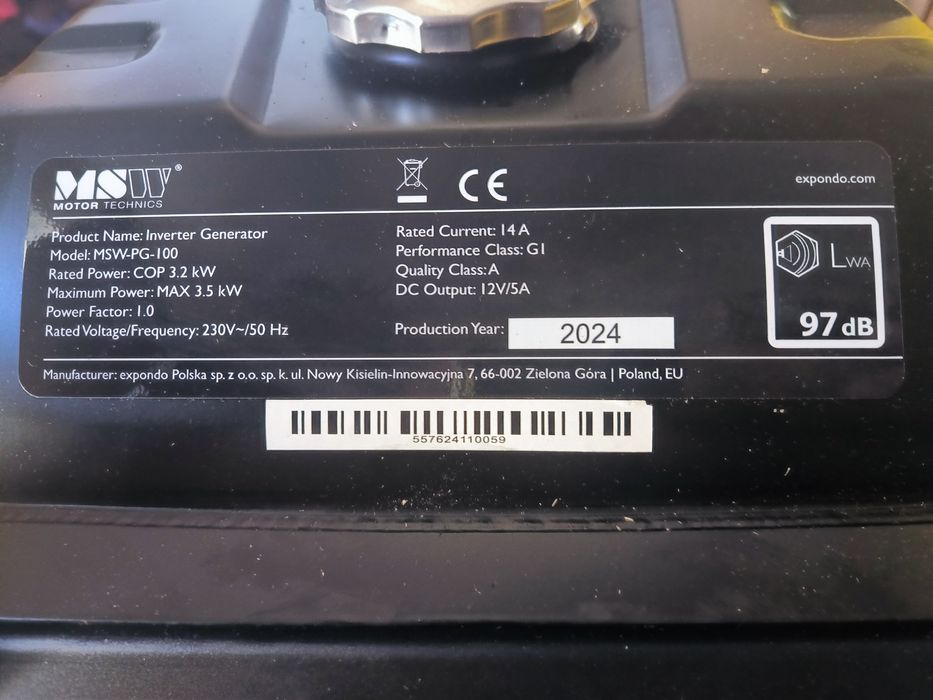 MSW®
MOTOR TECHNICS
CE
expondo.com
Product Name: Inverter Generator
Model: MSW-PG-100
Rated Power: COP 3.2 kW
Maximum Power: MAX 3.5 kW
Power Factor: 1.0
Rated Voltage/Frequency: 230V~/50 Hz
Rated Current: 14 A
Performance Class: G1
Quality Class: A
DC Output: 12V/5A
Production Year: 2024
LWA
97 dB
Manufacturer: expondo Polska sp. z o.o. sp. k. ul. Nowy Kisielin-Innowacyjna 7, 66-002 Zielona Góra | Poland, EU
557624110059